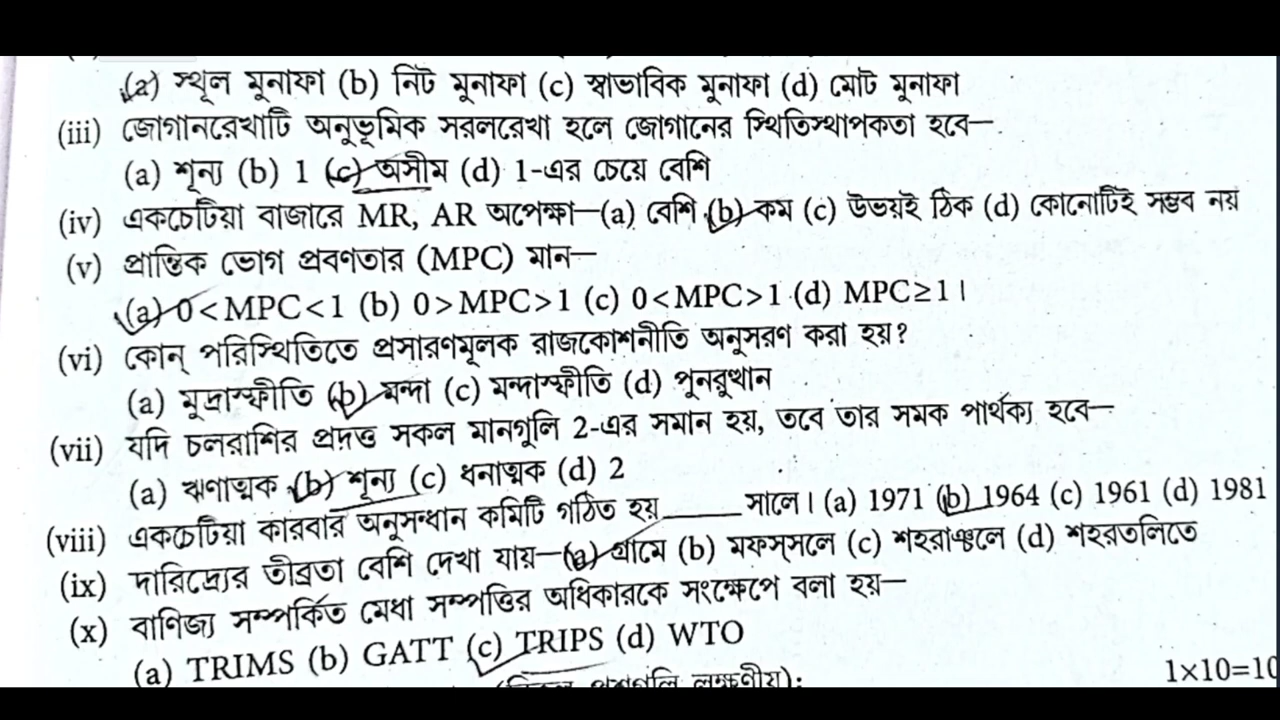 (a) স্থূল মুনাফা (b) নিট মুনাফা (c) স্বাভাবিক মুনাফা (d) মোট মুনাফা
(iii) জোগানরেখাটি অনুভূমিক সরলরেখা হলে জোগানের স্থিতিস্থাপকতা হবে—
(a) শূন্য (b) 1 (c) অসীম (d) 1-এর চেয়ে বেশি
(iv) একচেটিয়া বাজারে MR, AR অপেক্ষা—(a) বেশি (b) কম (c) উভয়ই ঠিক (d) কোনোটিই সম্ভব নয়
(v) প্রান্তিক ভোগ প্রবণতার (MPC) মান—
(a) 0<MPC<1 (b) 0>MPC>1 (c) 0<MPC>1 (d) MPC≥1।
(vi) কোন্ পরিস্থিতিতে প্রসারণমূলক রাজকোশনীতি অনুসরণ করা হয়?
(a) মুদ্রাস্ফীতি (b) মন্দা (c) মন্দাস্ফীতি (d) পুনরুত্থান
(vii) যদি চলরাশির প্রদত্ত সকল মানগুলি 2-এর সমান হয়, তবে তার সমক পার্থক্য হবে—
(a) ঋণাত্মক (b) শূন্য (c) ধনাত্মক (d) 2
(viii) একচেটিয়া কারবার অনুসন্ধান কমিটি গঠিত হয় _____ সালে। (a) 1971 (b) 1964 (c) 1961 (d) 1981
(ix) দারিদ্র্যের তীব্রতা বেশি দেখা যায়—(a) গ্রামে (b) মফস্সলে (c) শহরাঞ্চলে (d) শহরতলিতে
(x) বাণিজ্য সম্পর্কিত মেধা সম্পত্তির অধিকারকে সংক্ষেপে বলা হয়—
(a) TRIMS (b) GATT (c) TRIPS (d) WTO
1×10=10